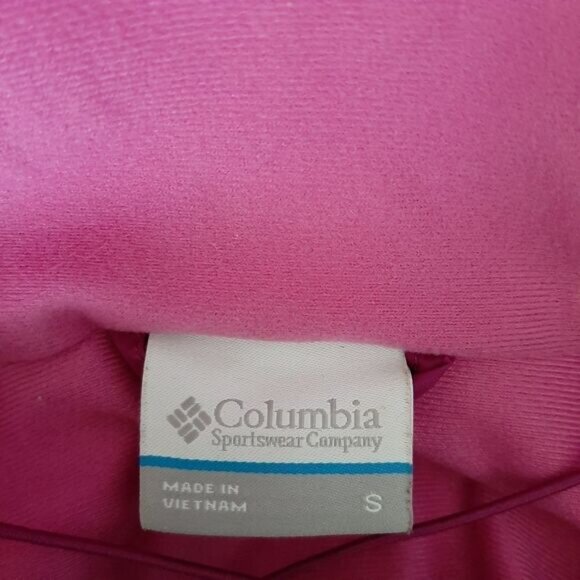 Columbia
Sportswear Company
MADE IN
VIETNAM
S